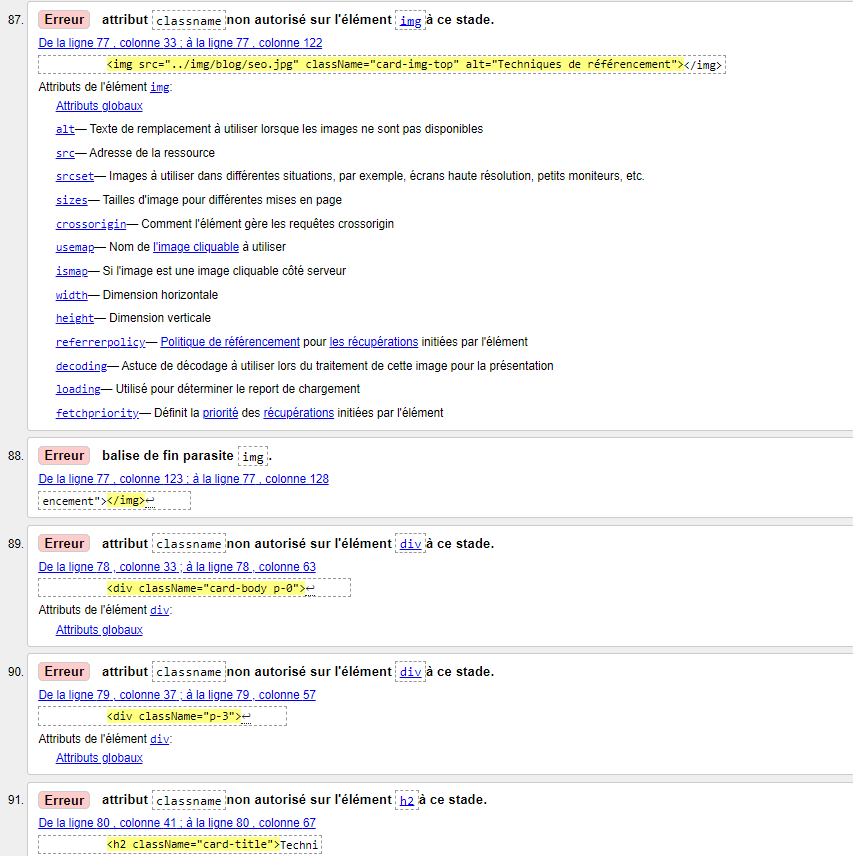 87. Erreur attribut classname non autorisé sur l'élément img à ce stade.
De la ligne 77 , colonne 33 ; à la ligne 77 , colonne 122
<img src="../img/blog/seo.jpg" className="card-img-top" alt="Techniques de référencement"></img>
Attributs de l'élément img:
Attributs globaux
alt— Texte de remplacement à utiliser lorsque les images ne sont pas disponibles
src— Adresse de la ressource
srcset— Images à utiliser dans différentes situations, par exemple, écrans haute résolution, petits moniteurs, etc.
sizes— Tailles d'image pour différentes mises en page
crossorigin— Comment l'élément gère les requêtes crossorigin
usemap— Nom de l'image cliquable à utiliser
ismap— Si l'image est une image cliquable côté serveur
width— Dimension horizontale
height— Dimension verticale
referrerpolicy— Politique de référencement pour les récupérations initiées par l'élément
decoding— Astuce de décodage à utiliser lors du traitement de cette image pour la présentation
loading— Utilisé pour déterminer le report de chargement
fetchpriority— Définit la priorité des récupérations initiées par l'élément
88. Erreur balise de fin parasite img.
De la ligne 77 , colonne 123 ; à la ligne 77 , colonne 128
encement"></img>↩
89. Erreur attribut classname non autorisé sur l'élément div à ce stade.
De la ligne 78 , colonne 33 ; à la ligne 78 , colonne 63
<div className="card-body p-0">↩
Attributs de l'élément div:
Attributs globaux
90. Erreur attribut classname non autorisé sur l'élément div à ce stade.
De la ligne 79 , colonne 37 ; à la ligne 79 , colonne 57
<div className="p-3">↩
Attributs de l'élément div:
Attributs globaux
91. Erreur attribut classname non autorisé sur l'élément h2 à ce stade.
De la ligne 80 , colonne 41 ; à la ligne 80 , colonne 67
<h2 className="card-title">Techni